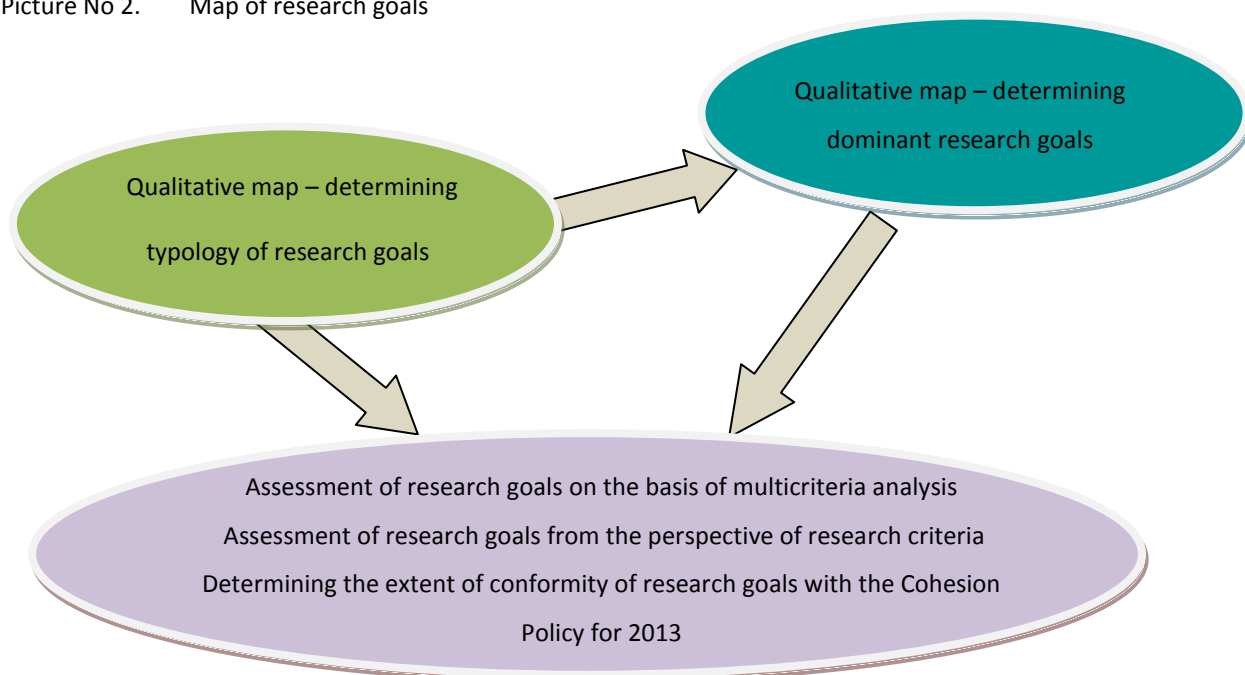 Picture No 2. Map of research goals
Qualitative map – determining
dominant research goals
Qualitative map – determining
typology of research goals
Assessment of research goals on the basis of multicriteria analysis
Assessment of research goals from the perspective of research criteria
Determining the extent of conformity of research goals with the Cohesion
Policy for 2013